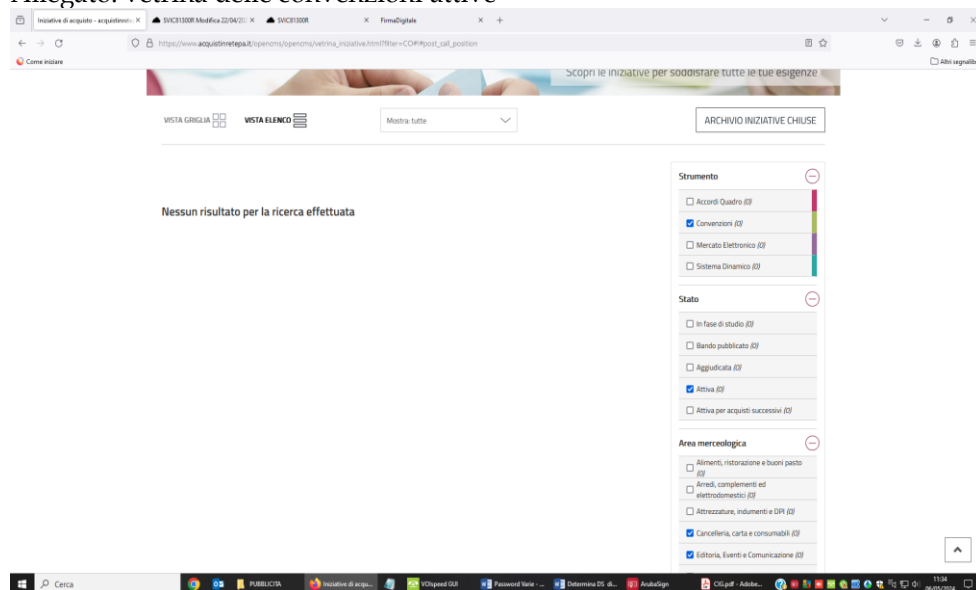 Allegato: vetrina delle convenzioni attive
Iniziative di acquisto - acquistinrete
SVIC81300R Modifica 22/04/202
SVIC81300R
FirmaDigitale
https://www.acquistinretepa.it/opencms/opencms/vetrina_iniziative.html?filter=CO#!#post_call_position
Come iniziare
Altri segnalib
Scopri le iniziative per soddisfare tutte le tue esigenze
VISTA GRIGLIA
VISTA ELENCO
Mostra: tutte
ARCHIVIO INIZIATIVE CHIUSE
Nessun risultato per la ricerca effettuata
Strumento
Accordi Quadro (0)
Convenzioni (0)
Mercato Elettronico (0)
Sistema Dinamico (0)
Stato
In fase di studio (0)
Bando pubblicato (0)
Aggiudicata (0)
Attiva (0)
Attiva per acquisti successivi (0)
Area merceologica
Alimenti, ristorazione e buoni pasto
(0)
Arredi, complementi ed
elettrodomestici (0)
Attrezzature, indumenti e DPI (0)
Cancelleria, carta e consumabili (0)
Editoria, Eventi e Comunicazione (0)
Cerca
PUBBLICITA
Iniziative di acqu...
VOIspeed GUI
Password Varie - ...
Determina DS di...
ArubaSign
CIG.pdf - Adobe...
11:34
06/05/2024